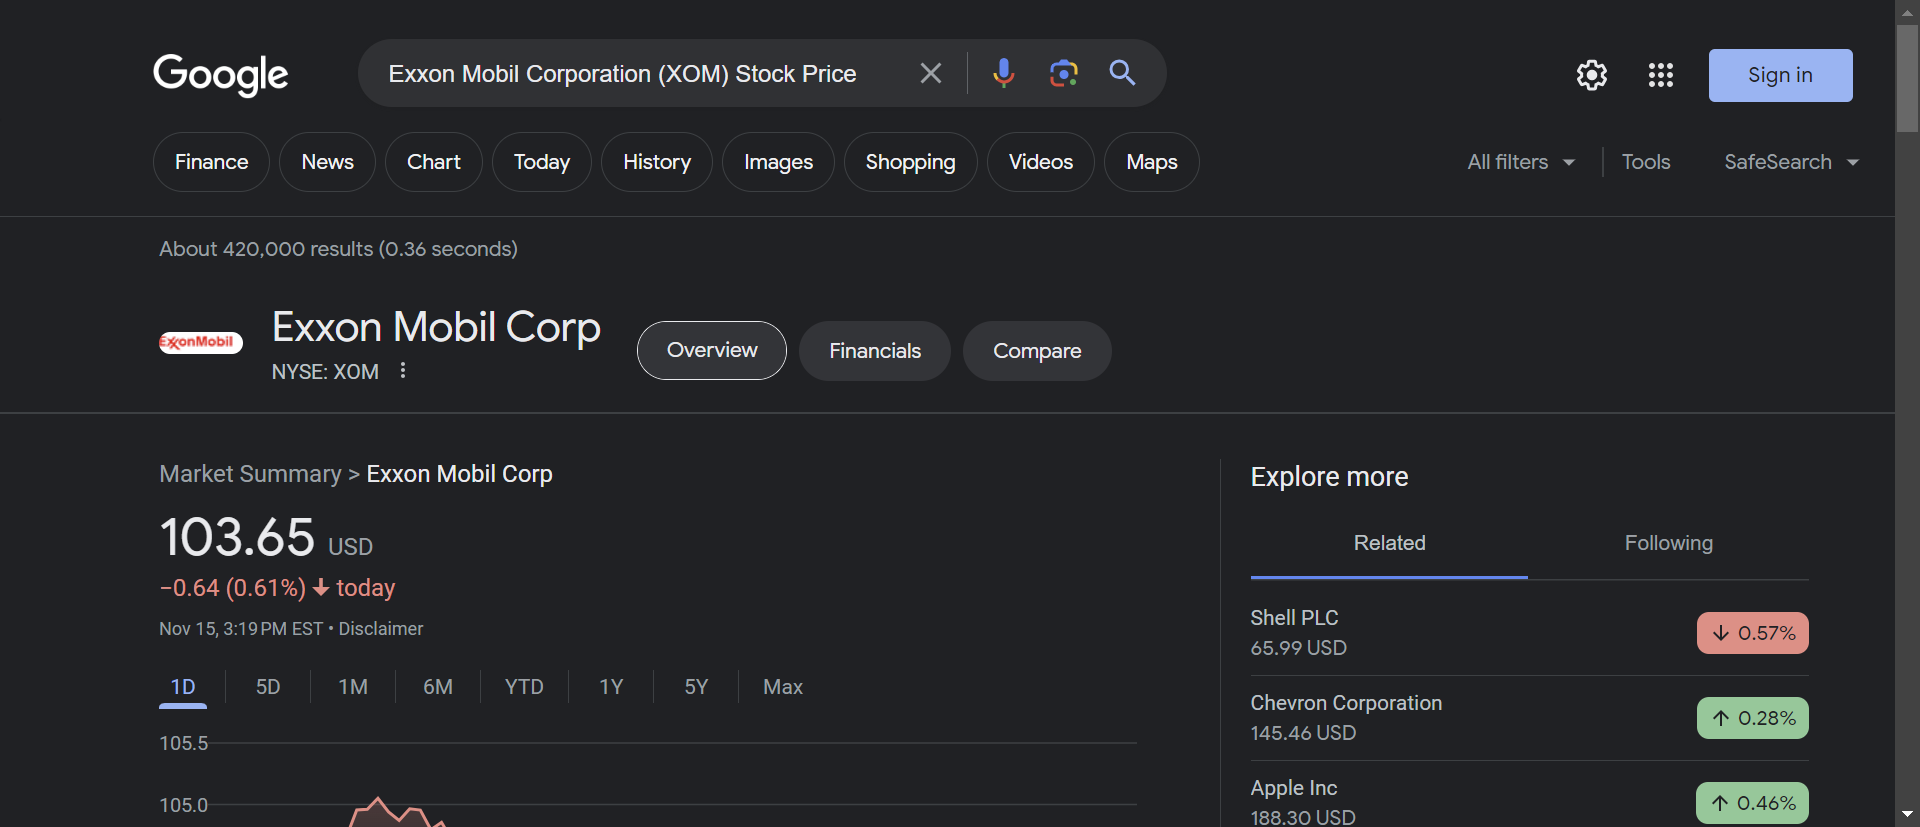 Google
Exxon Mobil Corporation (XOM) Stock Price
Sign in
Finance
News
Chart
Today
History
Images
Shopping
Videos
Maps
All filters
Tools
SafeSearch
About 420,000 results (0.36 seconds)
ExxonMobil
Exxon Mobil Corp
NYSE: XOM
Overview
Financials
Compare
Market Summary > Exxon Mobil Corp
103.65 USD
−0.64 (0.61%) today
Nov 15, 3:19 PM EST • Disclaimer
1D
5D
1M
6M
YTD
1Y
5Y
Max
105.5
105.0
Explore more
Related
Following
Shell PLC
65.99 USD
0.57%
Chevron Corporation
145.46 USD
0.28%
Apple Inc
188.30 USD
0.46%